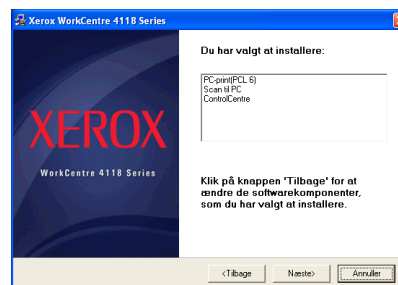 Xerox WorkCentre 4118 Series
Du har valgt at installere:
PC-print(PCL 6)
Scan til PC
ControlCentre
XEROX
WorkCentre 4118 Series
Klik på knappen 'Tilbage' for at
ændre de softwarekomponenter,
som du har valgt at installere.
<Tilbage
Næste>
Annuller